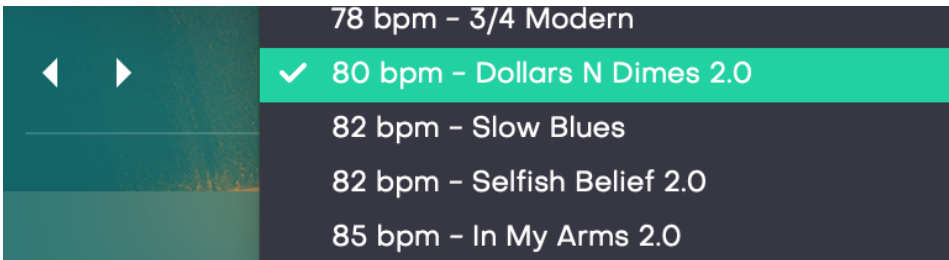 78 bpm – 3/4 Modern
80 bpm – Dollars N Dimes 2.0
82 bpm – Slow Blues
82 bpm – Selfish Belief 2.0
85 bpm – In My Arms 2.0